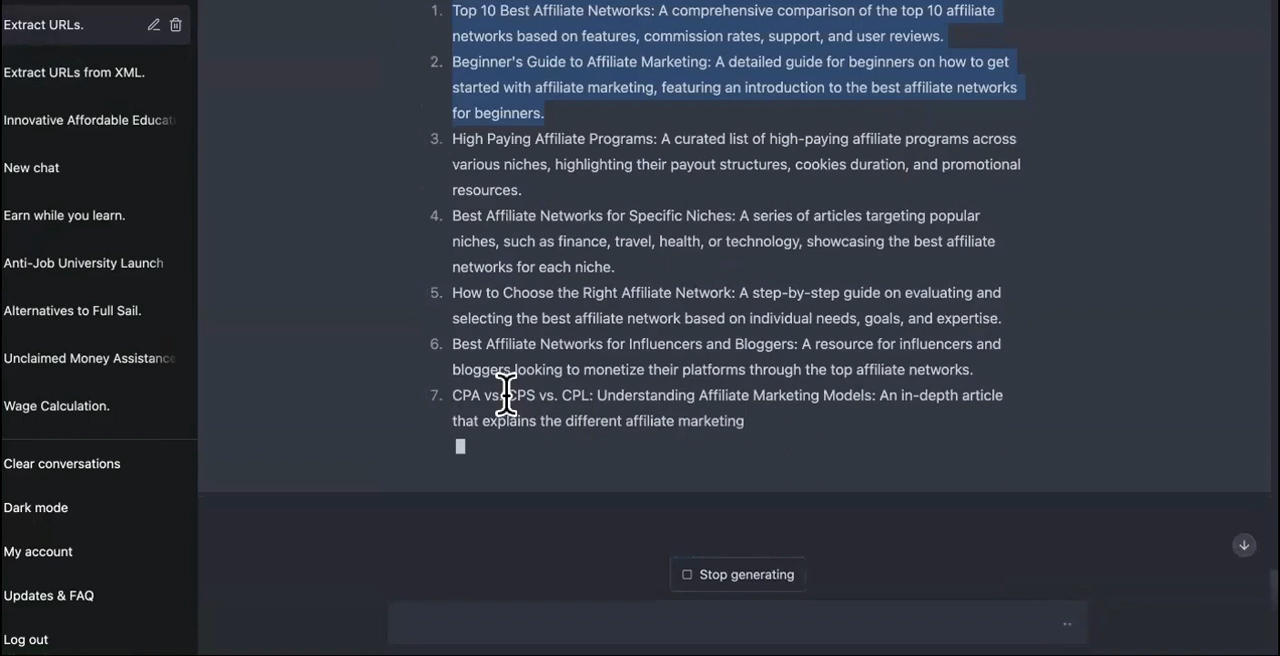 Extract URLs.
Extract URLs from XML.
Innovative Affordable Educat
New chat
Earn while you learn.
Anti-Job University Launch
Alternatives to Full Sail.
Unclaimed Money Assistance
Wage Calculation.
Clear conversations
Dark mode
My account
Updates & FAQ
Log out
1. Top 10 Best Affiliate Networks: A comprehensive comparison of the top 10 affiliate
networks based on features, commission rates, support, and user reviews.
2. Beginner's Guide to Affiliate Marketing: A detailed guide for beginners on how to get
started with affiliate marketing, featuring an introduction to the best affiliate networks
for beginners.
3. High Paying Affiliate Programs: A curated list of high-paying affiliate programs across
various niches, highlighting their payout structures, cookies duration, and promotional
resources.
4. Best Affiliate Networks for Specific Niches: A series of articles targeting popular
niches, such as finance, travel, health, or technology, showcasing the best affiliate
networks for each niche.
5. How to Choose the Right Affiliate Network: A step-by-step guide on evaluating and
selecting the best affiliate network based on individual needs, goals, and expertise.
6. Best Affiliate Networks for Influencers and Bloggers: A resource for influencers and
bloggers looking to monetize their platforms through the top affiliate networks.
7. CPA vs. CPS vs. CPL: Understanding Affiliate Marketing Models: An in-depth article
that explains the different affiliate marketing
Stop generating